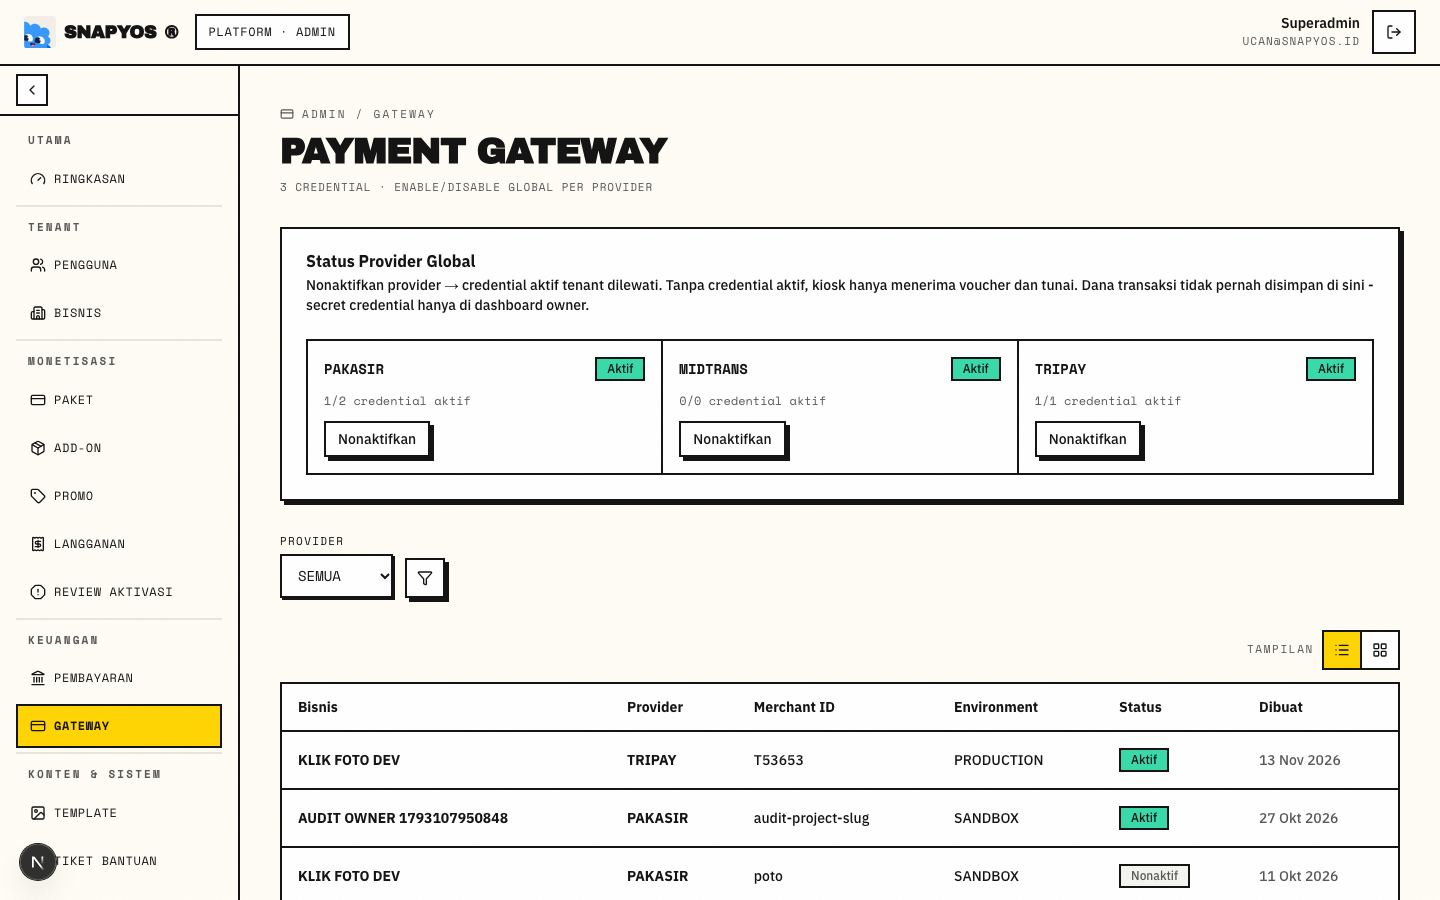 SNAPYOS ®
PLATFORM · ADMIN
Superadmin
UCAN@SNAPYOS.ID
UTAMA
RINGKASAN
TENANT
PENGGUNA
BISNIS
MONETISASI
PAKET
ADD-ON
PROMO
LANGGANAN
REVIEW AKTIVASI
KEUANGAN
PEMBAYARAN
GATEWAY
KONTEN & SISTEM
TEMPLATE
N
TIKET BANTUAN
ADMIN / GATEWAY
PAYMENT GATEWAY
3 CREDENTIAL · ENABLE/DISABLE GLOBAL PER PROVIDER
Status Provider Global
Nonaktifkan provider → credential aktif tenant dilewati. Tanpa credential aktif, kiosk hanya menerima voucher dan tunai. Dana transaksi tidak pernah disimpan di sini -
secret credential hanya di dashboard owner.
PAKASIR Aktif
1/2 credential aktif
Nonaktifkan
MIDTRANS Aktif
0/0 credential aktif
Nonaktifkan
TRIPAY Aktif
1/1 credential aktif
Nonaktifkan
PROVIDER
SEMUA
TAMPILAN
Bisnis Provider Merchant ID Environment Status Dibuat
KLIK FOTO DEV TRIPAY T53653 PRODUCTION Aktif 13 Nov 2026
AUDIT OWNER 1793107950848 PAKASIR audit-project-slug SANDBOX Aktif 27 Okt 2026
KLIK FOTO DEV PAKASIR poto SANDBOX Nonaktif 11 Okt 2026